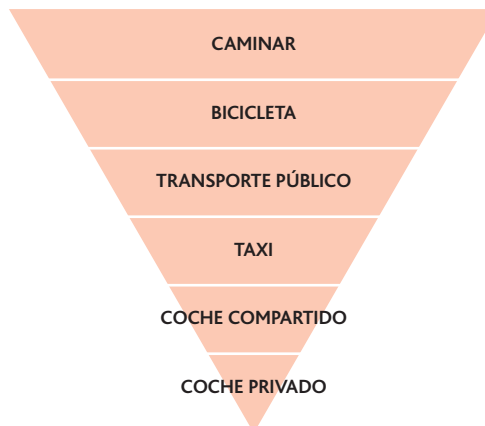 CAMINAR
BICICLETA
TRANSPORTE PÚBLICO
TAXI
COCHE COMPARTIDO
COCHE PRIVADO